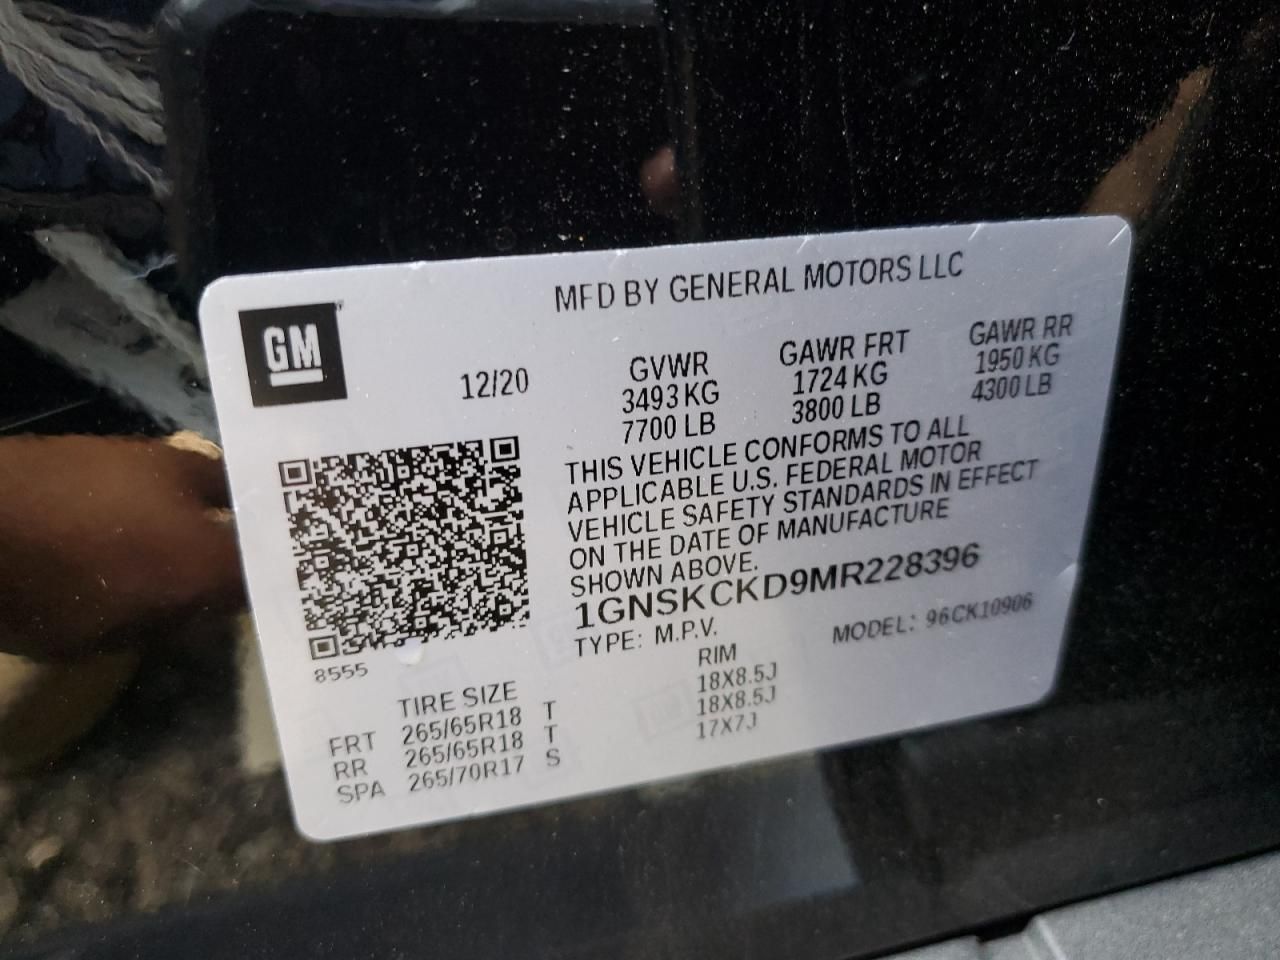 MFD BY GENERAL MOTORS LLC
GM
12/20
GVWR GAWR FRT GAWR RR
3493 KG 1724 KG 1950 KG
7700 LB 3800 LB 4300 LB
THIS VEHICLE CONFORMS TO ALL
APPLICABLE U.S. FEDERAL MOTOR
VEHICLE SAFETY STANDARDS IN EFFECT
ON THE DATE OF MANUFACTURE
SHOWN ABOVE.
1GNSKCKD9MR228396
TYPE: M.P.V. MODEL: 96CK10906
8555
TIRE SIZE RIM
FRT 265/65R18 T 18X8.5J
RR 265/65R18 T 18X8.5J
SPA 265/70R17 S 17X7J